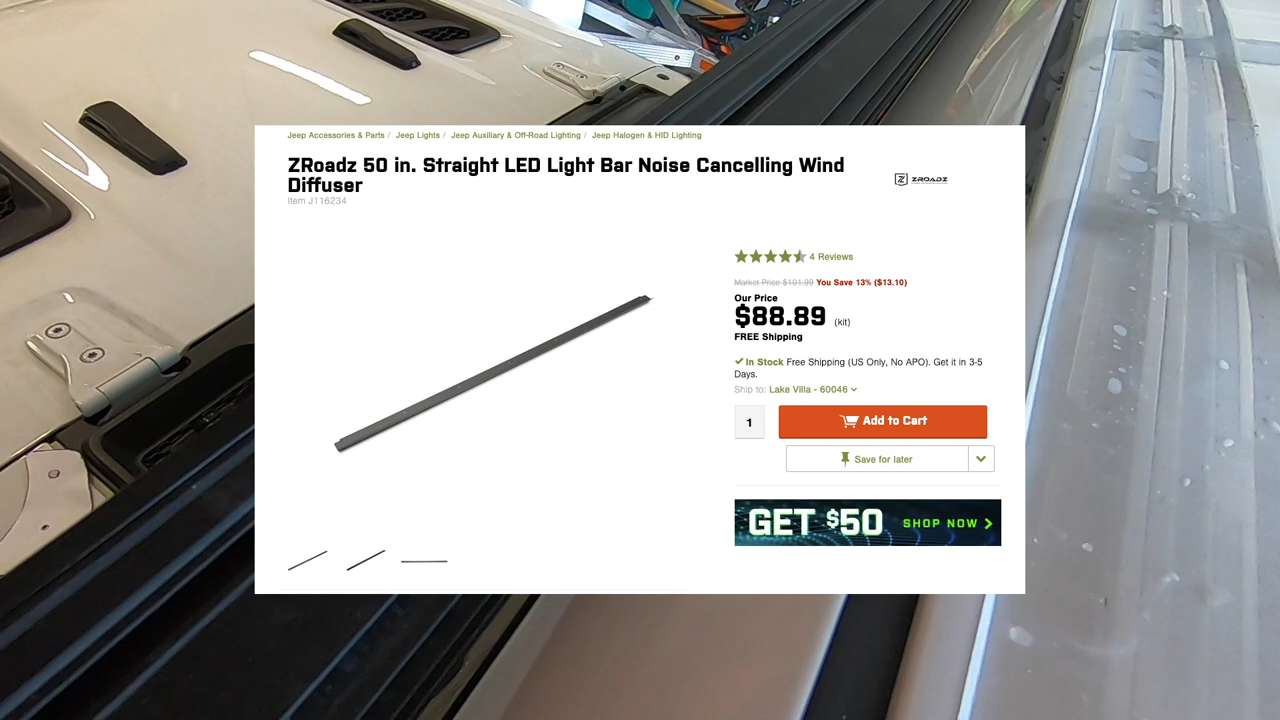 Jeep Accessories & Parts / Jeep Lights / Jeep Auxiliary & Off-Road Lighting / Jeep Halogen & HID Lighting
ZRoadz 50 in. Straight LED Light Bar Noise Cancelling Wind
Diffuser
Item J116234
Z ZROADZ
4 Reviews
Market Price $101.99 You Save 13% ($13.10)
Our Price
$88.89 (kit)
FREE Shipping
In Stock Free Shipping (US Only, No APO). Get it in 3-5
Days.
Ship to: Lake Villa - 60046
1 Add to Cart
Save for later
GET $50 SHOP NOW >